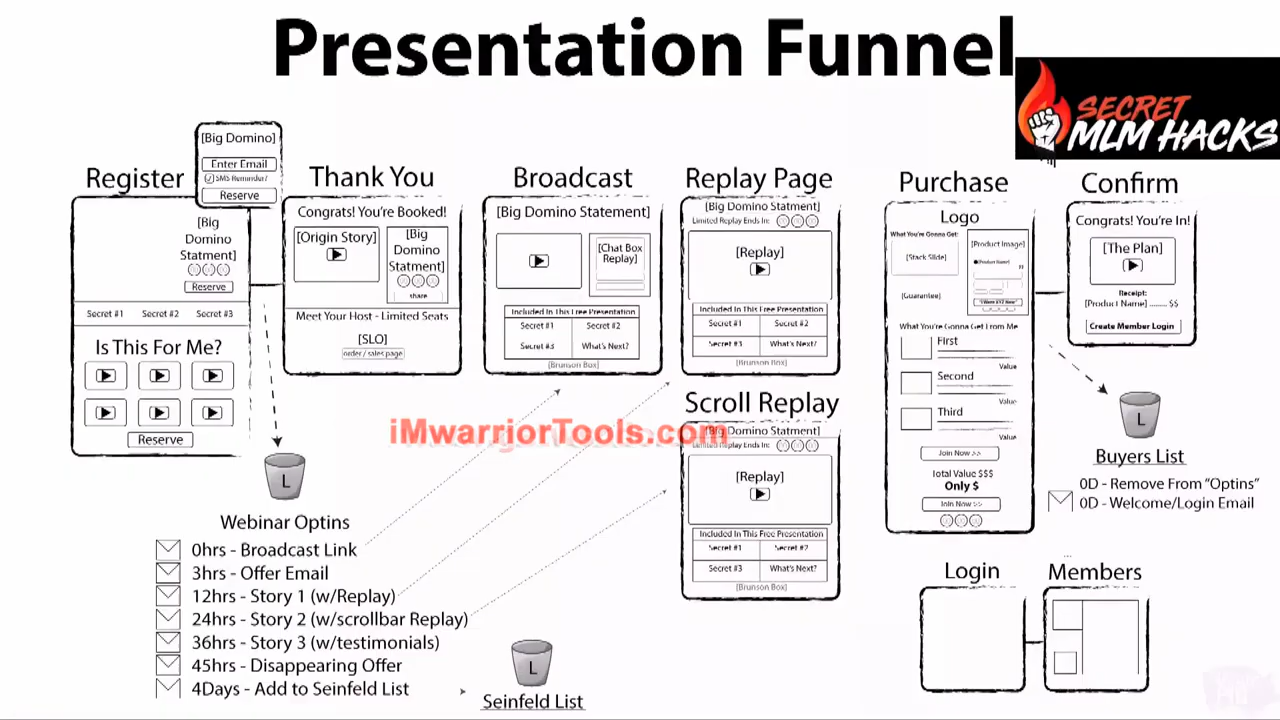 Presentation Funnel
SECRET
MLM HACKS
Register
[Big Domino]
Enter Email
SMS Reminder/
Reserve
[Big
Domino
Statment]
Reserve
Secret #1 Secret #2 Secret #3
Is This For Me?
Reserve
Thank You
Congrats! You're Booked!
[Origin Story]
[Big
Domino
Statment]
share
Meet Your Host - Limited Seats
[SLO]
order / sales page
Broadcast
[Big Domino Statement]
[Chat Box
Replay]
Included In This Free Presentation
Secret #1 Secret #2
Secret #3 What's Next?
[Brunson Box]
Replay Page
[Big Domino Statment]
Limited Replay Ends In:
[Replay]
Included In This Free Presentation
Secret #1 Secret #2
Secret #3 What's Next?
[Brunson Box]
Scroll Replay
[Big Domino Statment]
Limited Replay Ends In:
[Replay]
Included In This Free Presentation
Secret #1 Secret #2
Secret #3 What's Next?
[Brunson Box]
Purchase
Logo
What You're Gonna Get:
[Stack Slide]
[Product Image]
[Product Name]
[Guarantee]
What You're Gonna Get From Me
First
Value
Second
Value
Third
Value
Join Now >>
Total Value $$$
Only $
Join Now >>
Confirm
Congrats! You're In!
[The Plan]
Receipt:
[Product Name] ........ $$
Create Member Login
L
Buyers List
0D - Remove From "Optins"
0D - Welcome/Login Email
iMwarrjorTools.com
L
Webinar Optins
0hrs - Broadcast Link
3hrs - Offer Email
12hrs - Story 1 (w/Replay)
24hrs - Story 2 (w/scrollbar Replay)
36hrs - Story 3 (w/testimonials)
45hrs - Disappearing Offer
4Days - Add to Seinfeld List
L
Seinfeld List
...
Login
Members